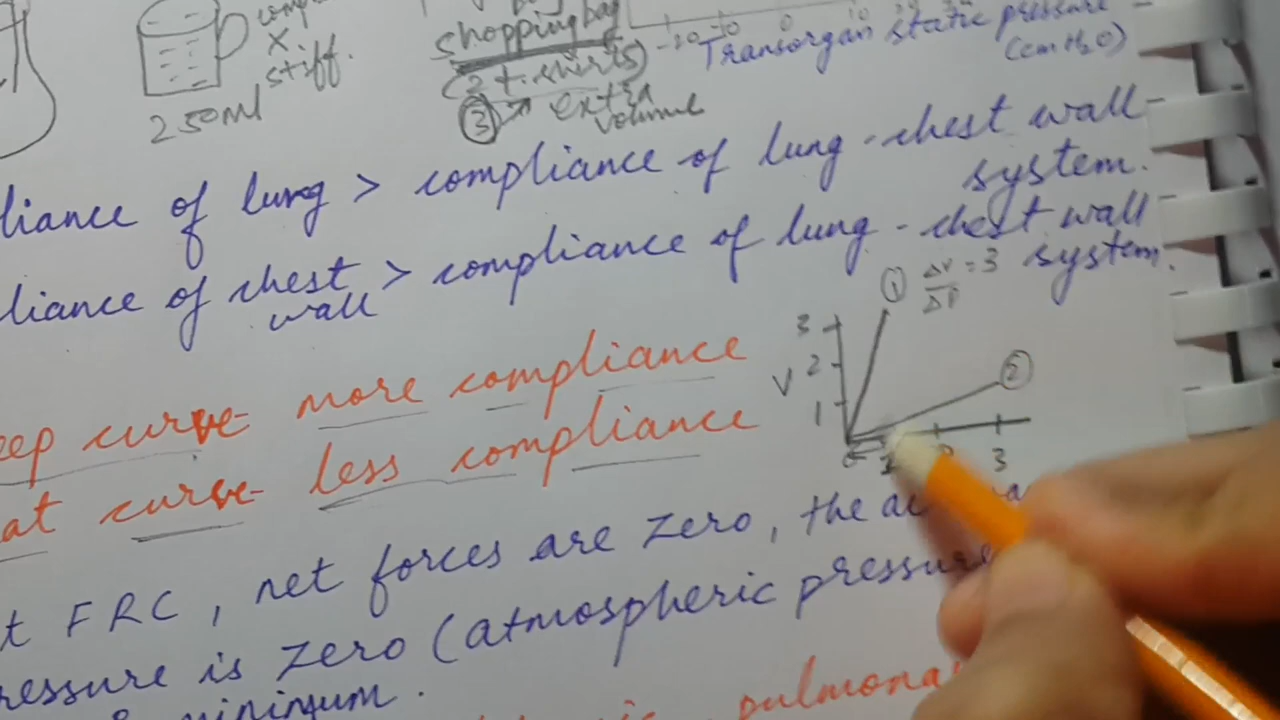 X
stiff.
250ml
shopping bag
(2 t.shirts)
③ → extra
volume
-20 -10 0 10
Transorgan static pressure
(cm H2O)
liance of lung > compliance of lung - chest wall
system.
liance of chest > compliance of lung - chest wall
wall
system.
① ΔV/ΔP = 3
eep curve- more compliance
at curve- less compliance
3
2
V
1
②
3
t FRC, net forces are zero, the
ressure is zero (atmospheric pressure
minimum.
pulmona